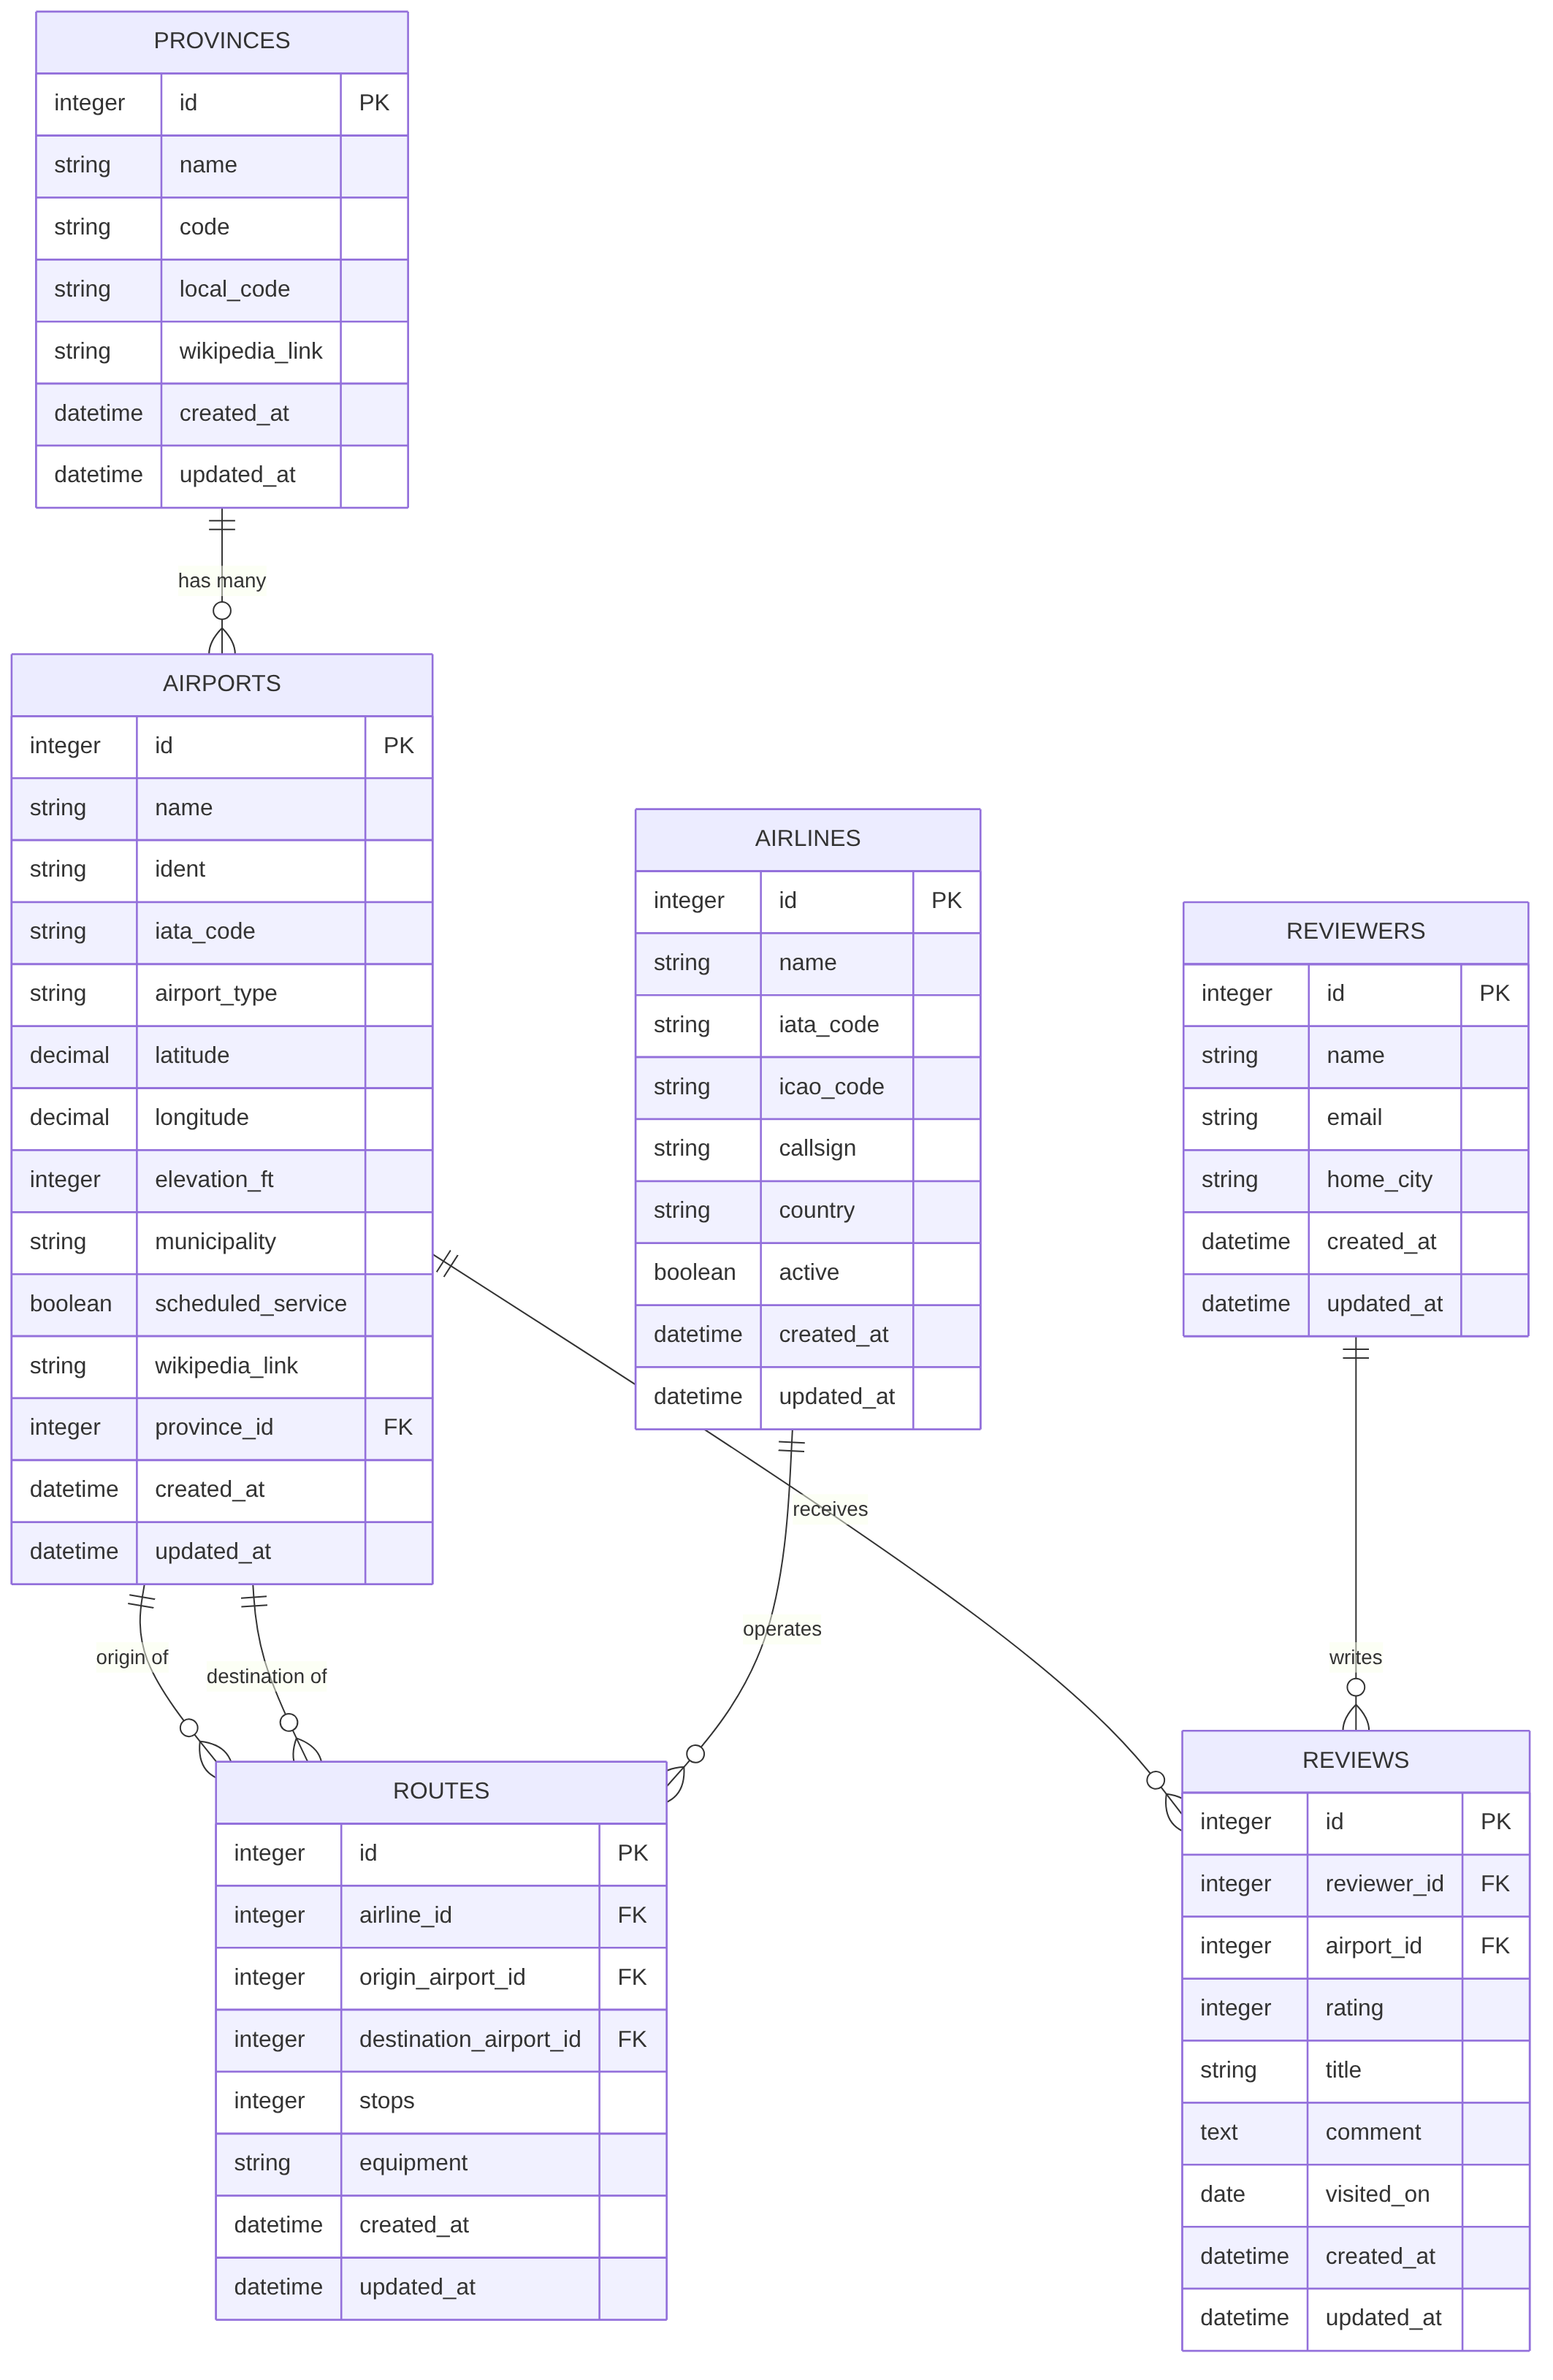 PROVINCES
integer id PK
string name
string code
string local_code
string wikipedia_link
datetime created_at
datetime updated_at
has many
AIRPORTS
integer id PK
string name
string ident
string iata_code
string airport_type
decimal latitude
decimal longitude
integer elevation_ft
string municipality
boolean scheduled_service
string wikipedia_link
integer province_id FK
datetime created_at
datetime updated_at
AIRLINES
integer id PK
string name
string iata_code
string icao_code
string callsign
string country
boolean active
datetime created_at
datetime updated_at
REVIEWERS
integer id PK
string name
string email
string home_city
datetime created_at
datetime updated_at
receives
operates
origin of
destination of
writes
ROUTES
integer id PK
integer airline_id FK
integer origin_airport_id FK
integer destination_airport_id FK
integer stops
string equipment
datetime created_at
datetime updated_at
REVIEWS
integer id PK
integer reviewer_id FK
integer airport_id FK
integer rating
string title
text comment
date visited_on
datetime created_at
datetime updated_at